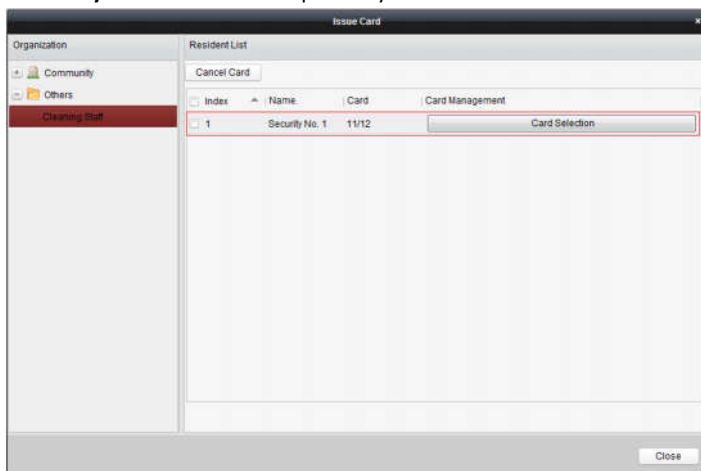 Issue Card
Organization
Resident List
Community
Others
Cleaning Staff
Cancel Card
Index Name Card Card Management
1 Security No. 1 11/12 Card Selection
Close